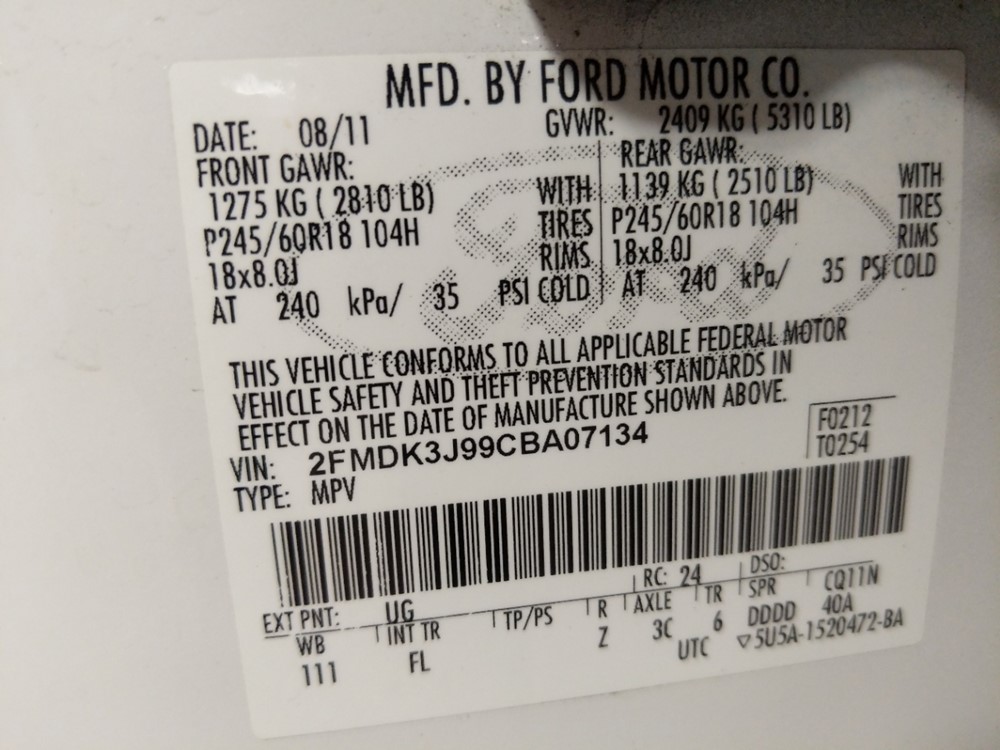 MFD. BY FORD MOTOR CO.
DATE: 08/11 GVWR: 2409 KG ( 5310 LB)
FRONT GAWR: REAR GAWR:
1275 KG ( 2810 LB) WITH 1139 KG ( 2510 LB) WITH
P245/60R18 104H TIRES P245/60R18 104H TIRES
18x8.0J RIMS 18x8.0J RIMS
AT 240 kPa/ 35 PSI COLD AT 240 kPa/ 35 PSI COLD
THIS VEHICLE CONFORMS TO ALL APPLICABLE FEDERAL MOTOR
VEHICLE SAFETY AND THEFT PREVENTION STANDARDS IN
EFFECT ON THE DATE OF MANUFACTURE SHOWN ABOVE.
F0212
VIN: 2FMDK3J99CBA07134
T0254
TYPE: MPV
EXT PNT: UG RC: 24 DSO:
WB INT TR TP/PS R AXLE TR SPR CQ11N
111 FL Z 3C 6 DDDD 40A
UTC ▽5U5A-1520472-BA
Ford